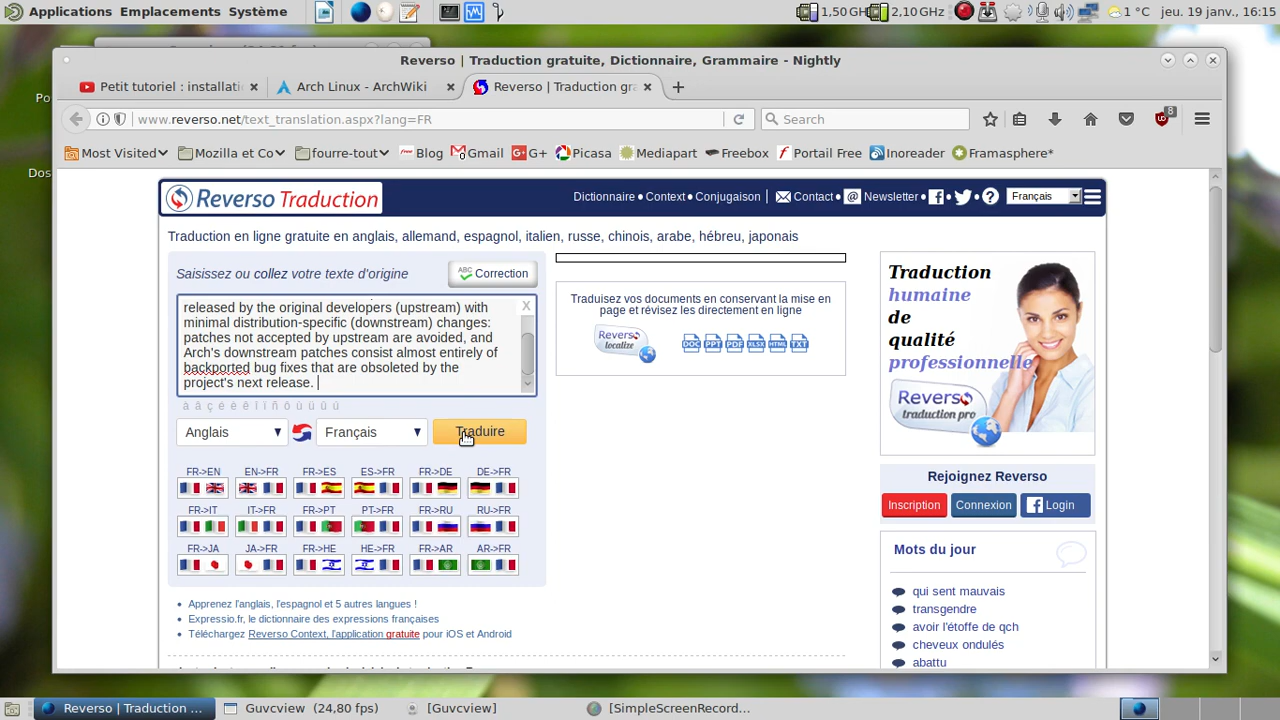 Applications Emplacements Système
1,50 GH 2,10 GHz 1 °C jeu. 19 janv., 16:15
Reverso | Traduction gratuite, Dictionnaire, Grammaire - Nightly
Petit tutoriel : installati
Arch Linux - ArchWiki
Reverso | Traduction gra
www.reverso.net/text_translation.aspx?lang=FR
Search
8
Most Visited Mozilla et Co fourre-tout Blog Gmail G+ Picasa Mediapart Freebox Portail Free Inoreader Framasphere*
Po
Dos
Reverso Traduction
Dictionnaire • Context • Conjugaison | Contact • Newsletter
Français
Traduction en ligne gratuite en anglais, allemand, espagnol, italien, russe, chinois, arabe, hébreu, japonais
Saisissez ou collez votre texte d'origine
ABC Correction
released by the original developers (upstream) with
minimal distribution-specific (downstream) changes:
patches not accepted by upstream are avoided, and
Arch's downstream patches consist almost entirely of
backported bug fixes that are obsoleted by the
project's next release.
X
à â ç é è ê î ï ñ ô ù ü û ú
Anglais
Français
Traduire
FR->EN EN->FR FR->ES ES->FR FR->DE DE->FR
FR->IT IT->FR FR->PT PT->FR FR->RU RU->FR
FR->JA JA->FR FR->HE HE->FR FR->AR AR->FR
Apprenez l'anglais, l'espagnol et 5 autres langues !
Expressio.fr, le dictionnaire des expressions françaises
Téléchargez Reverso Context, l'application gratuite pour iOS et Android
Traduisez vos documents en conservant la mise en
page et révisez les directement en ligne
Reverso localize
DOC PPT PDF XLSX HTML TXT
Traduction
humaine
de
qualité
professionnelle
Reverso
traduction pro
Rejoignez Reverso
Inscription
Connexion
Login
Mots du jour
qui sent mauvais
transgendre
avoir l'étoffe de qch
cheveux ondulés
abattu
Reverso | Traduction ...
Guvcview (24,80 fps)
[Guvcview]
[SimpleScreenRecord...